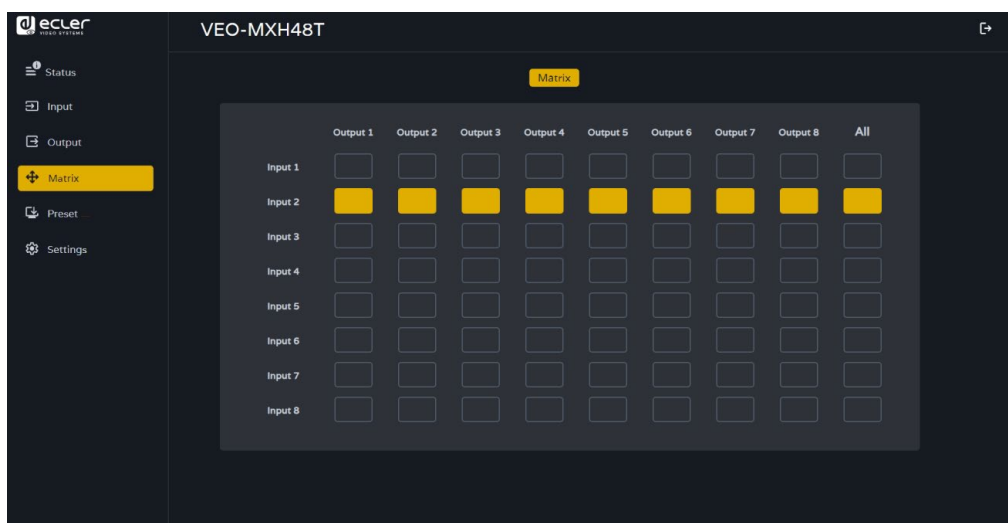 ecler
VIDEO SYSTEMS
VEO-MXH48T
Status
Input
Output
Matrix
Preset
Settings
Matrix
Output 1 Output 2 Output 3 Output 4 Output 5 Output 6 Output 7 Output 8 All
Input 1
Input 2
Input 3
Input 4
Input 5
Input 6
Input 7
Input 8